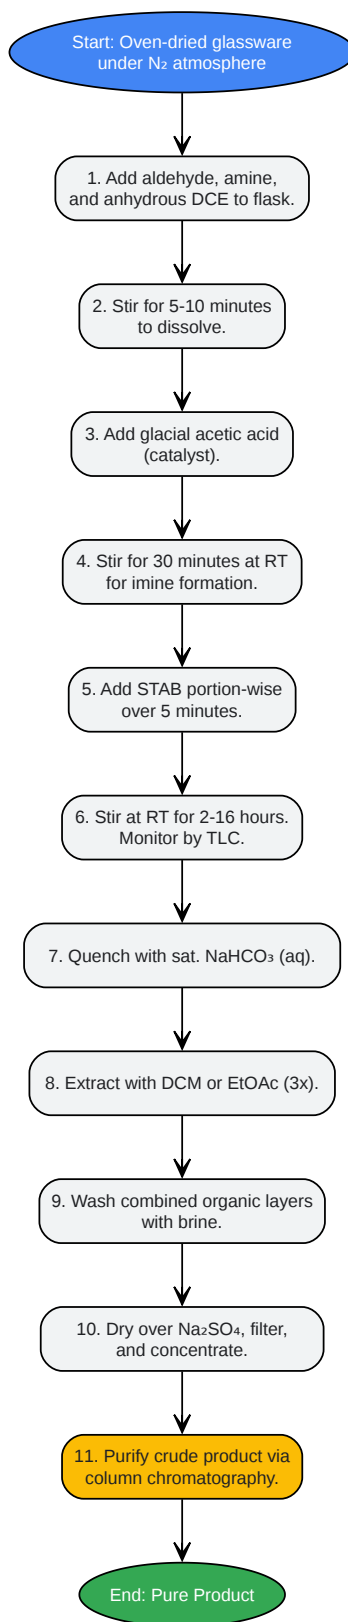 Start: Oven-dried glassware
under N₂ atmosphere
1. Add aldehyde, amine,
and anhydrous DCE to flask.
2. Stir for 5-10 minutes
to dissolve.
3. Add glacial acetic acid
(catalyst).
4. Stir for 30 minutes at RT
for imine formation.
5. Add STAB portion-wise
over 5 minutes.
6. Stir at RT for 2-16 hours.
Monitor by TLC.
7. Quench with sat. NaHCO₃ (aq).
8. Extract with DCM or EtOAc (3x).
9. Wash combined organic layers
with brine.
10. Dry over Na₂SO₄, filter,
and concentrate.
11. Purify crude product via
column chromatography.
End: Pure Product